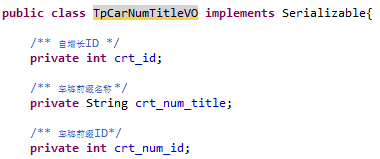 public class TpCarNumTitleVO implements Serializable{
/** 自增长ID */
private int crt_id;
/** 车牌前缀名称*/
private String crt_num_title;
/** 车牌前缀ID*/
private int crt_num_id;